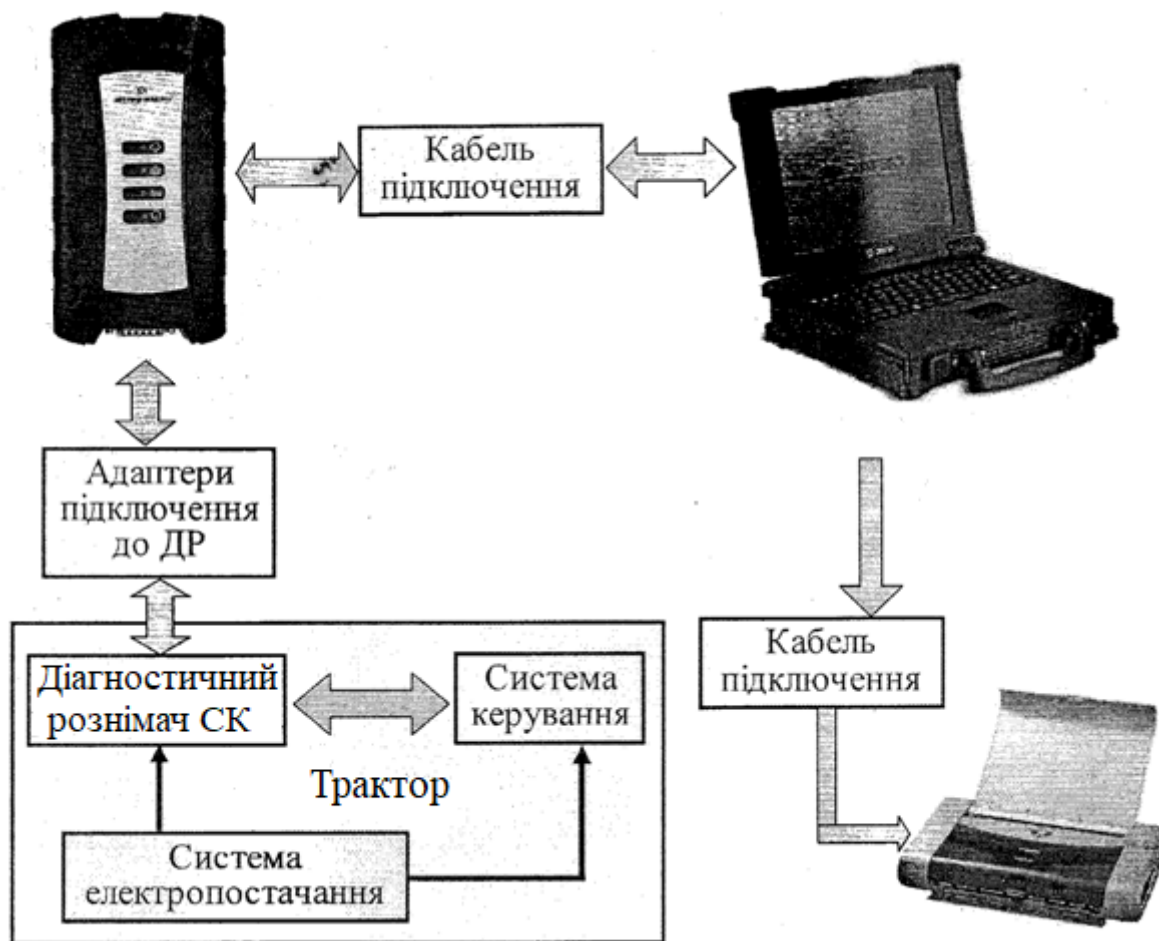 Кабель
підключення
Адаптери
підключення
до ДР
Діагностичний
рознімач СК
Система
керування
Трактор
Система
електропостачання
Кабель
підключення